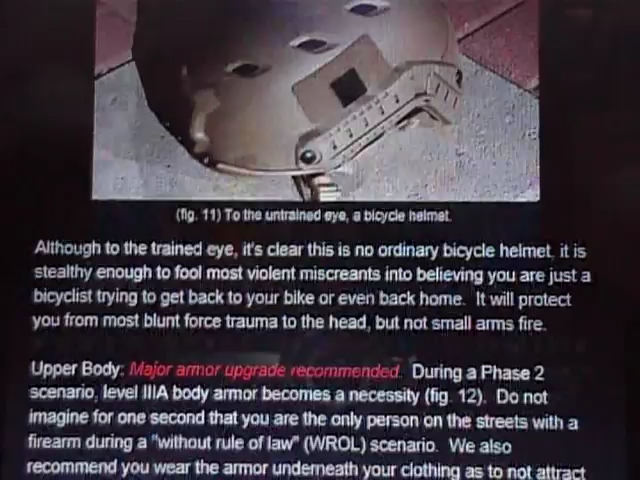 (fig. 11) To the untrained eye, a bicycle helmet.
Although to the trained eye, it's clear this is no ordinary bicycle helmet, it is
stealthy enough to fool most violent miscreants into believing you are just a
bicyclist trying to get back to your bike or even back home. It will protect
you from most blunt force trauma to the head, but not small arms fire.
Upper Body: Major armor upgrade recommended. During a Phase 2
scenario, level IIIA body armor becomes a necessity (fig. 12). Do not
imagine for one second that you are the only person on the streets with a
firearm during a "without rule of law" (WROL) scenario. We also
recommend you wear the armor underneath your clothing as to not attract